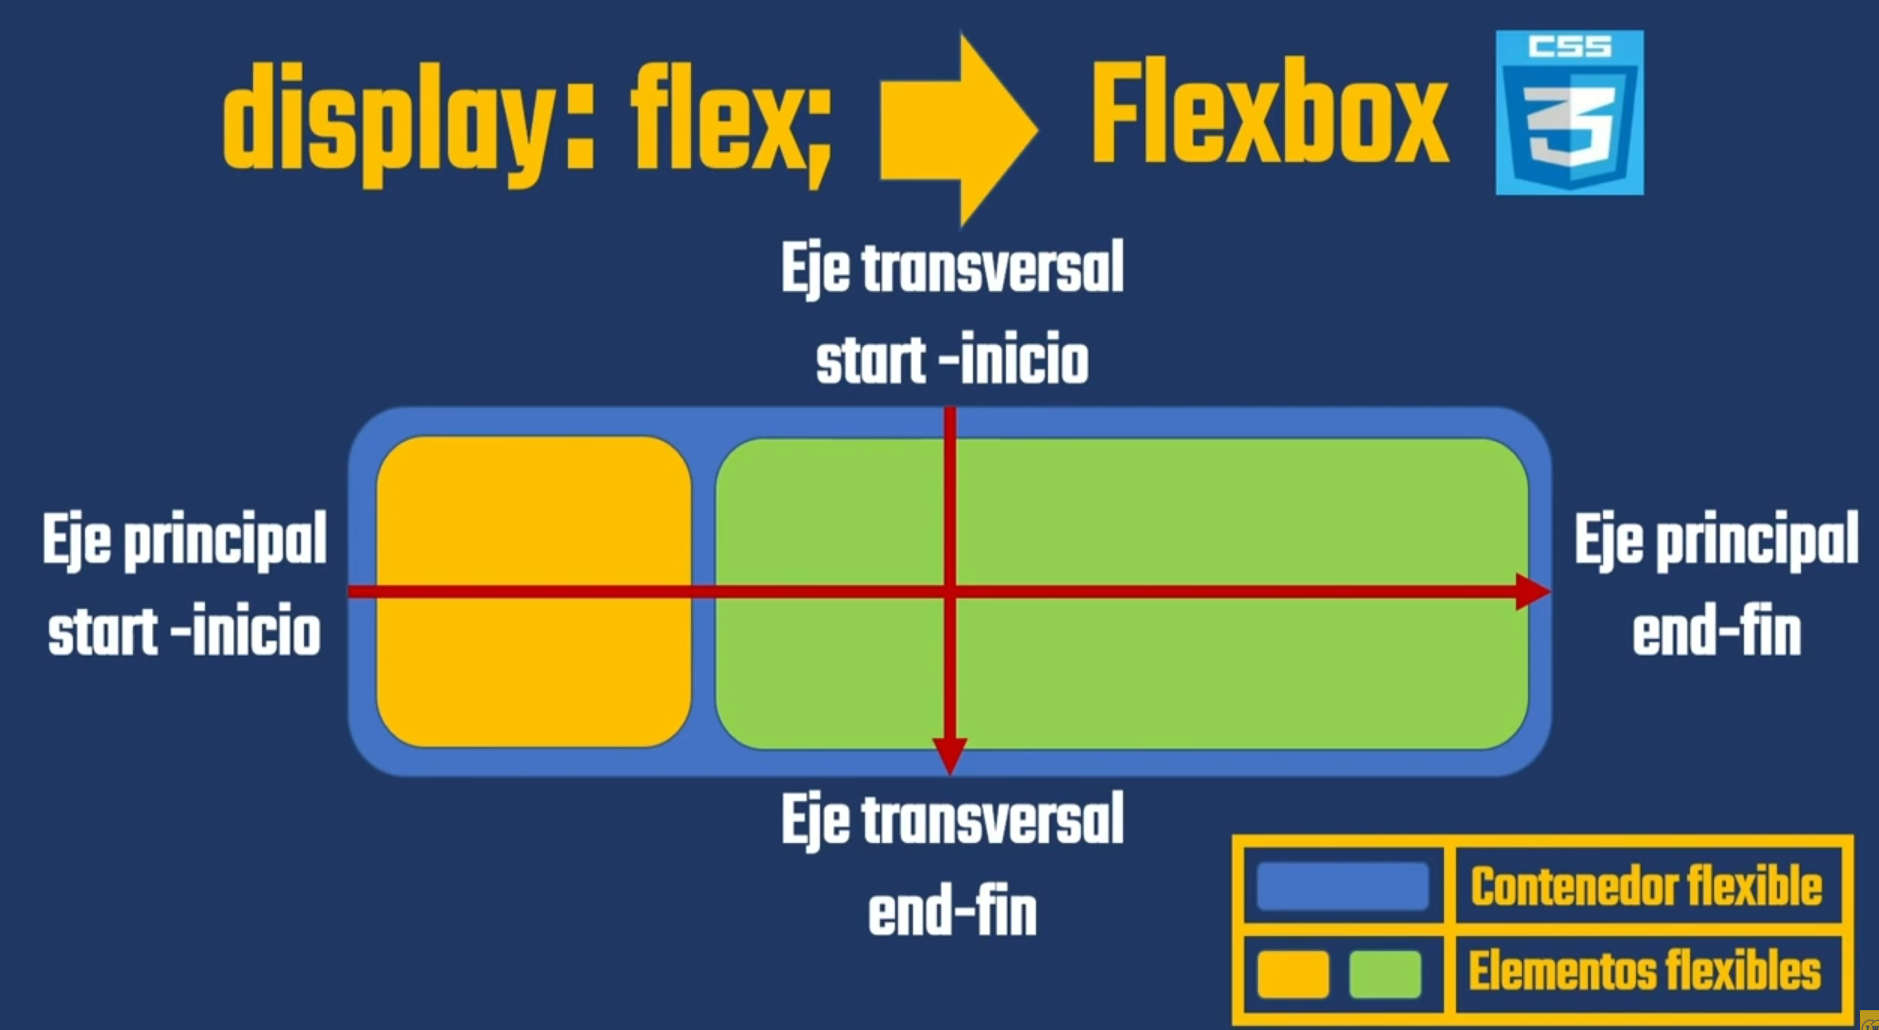 display: flex;
Flexbox
CSS
3
Eje transversal
start -inicio
Eje principal
start -inicio
Eje principal
end-fin
Eje transversal
end-fin
Contenedor flexible
Elementos flexibles